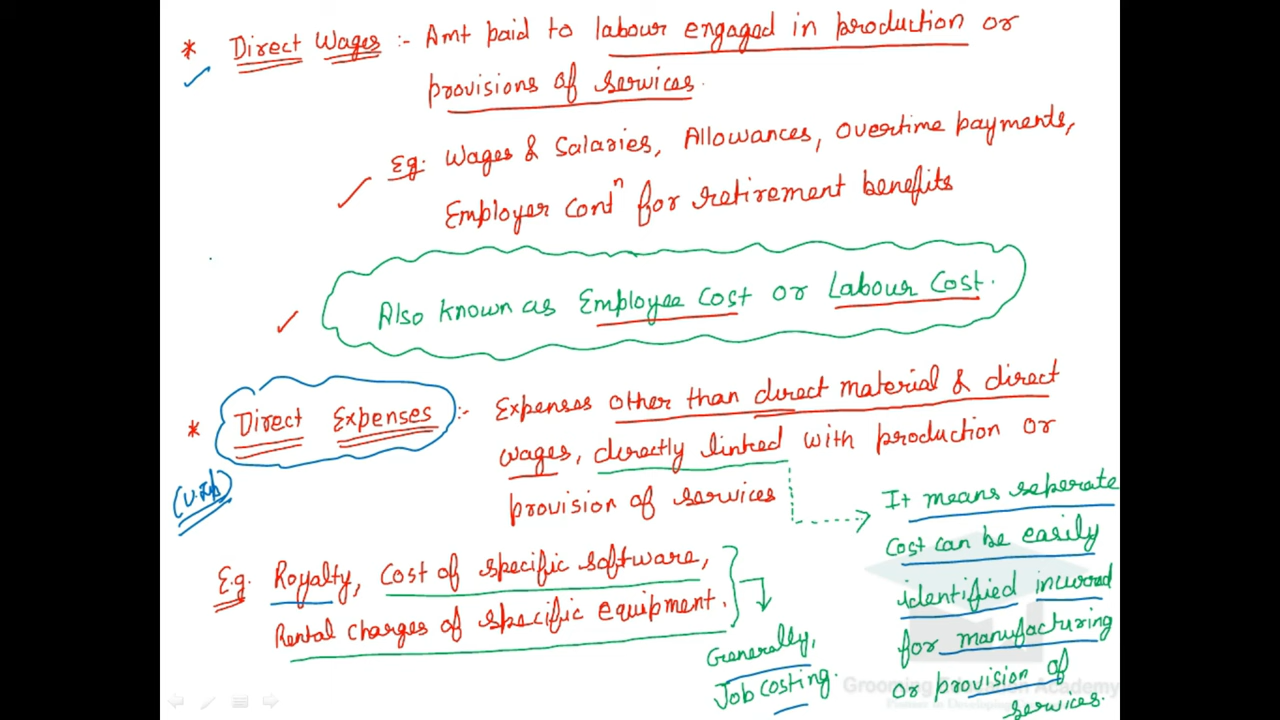 * Direct Wages :- Amt paid to labour engaged in production or
provisions of services.
Eg. Wages & Salaries, Allowances, Overtime payments,
Employer contⁿ for retirement benefits
Also known as Employee Cost or Labour Cost.
* Direct Expenses :- Expenses other than direct material & direct
wages, directly linked with production or
provision of services
(V. Imp)
It means seperate
cost can be easily
identified incurred
for manufacturing
or provision of
services.
E.g. Royalty, Cost of specific software,
Rental charges of specific equipment.
Generally,
Job costing.
Grooming Education Academy